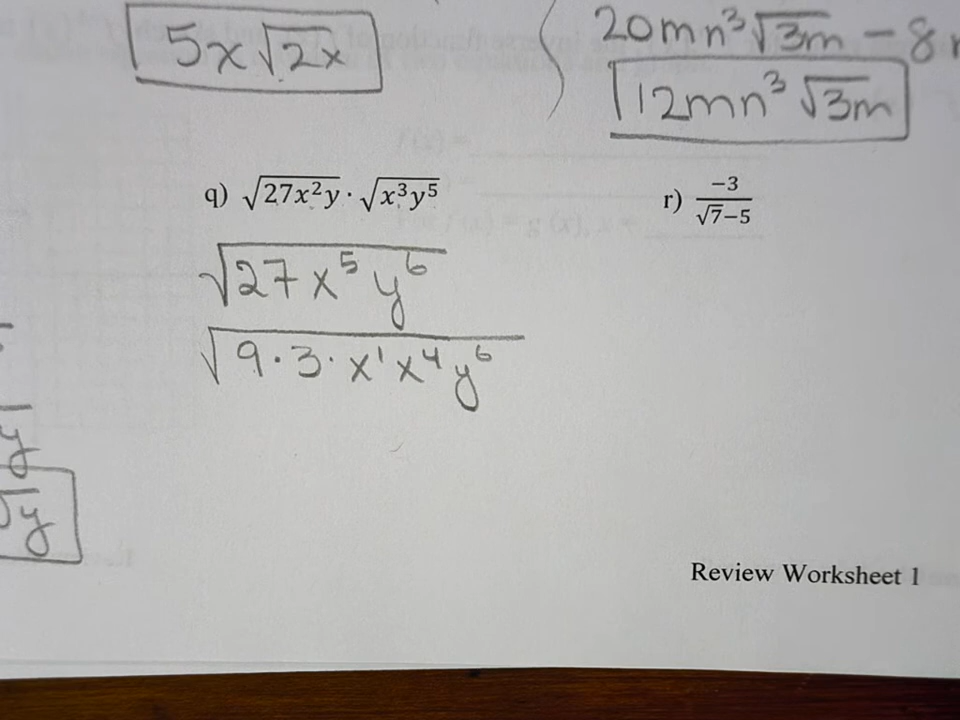 5x√2x
20mn³√3m − 8
12mn³√3m
q) √27x²y · √x³y⁵
r) −3/(√7−5)
√27x⁵y⁶
√9·3·x¹x⁴y⁶
y
√y
Review Worksheet 1